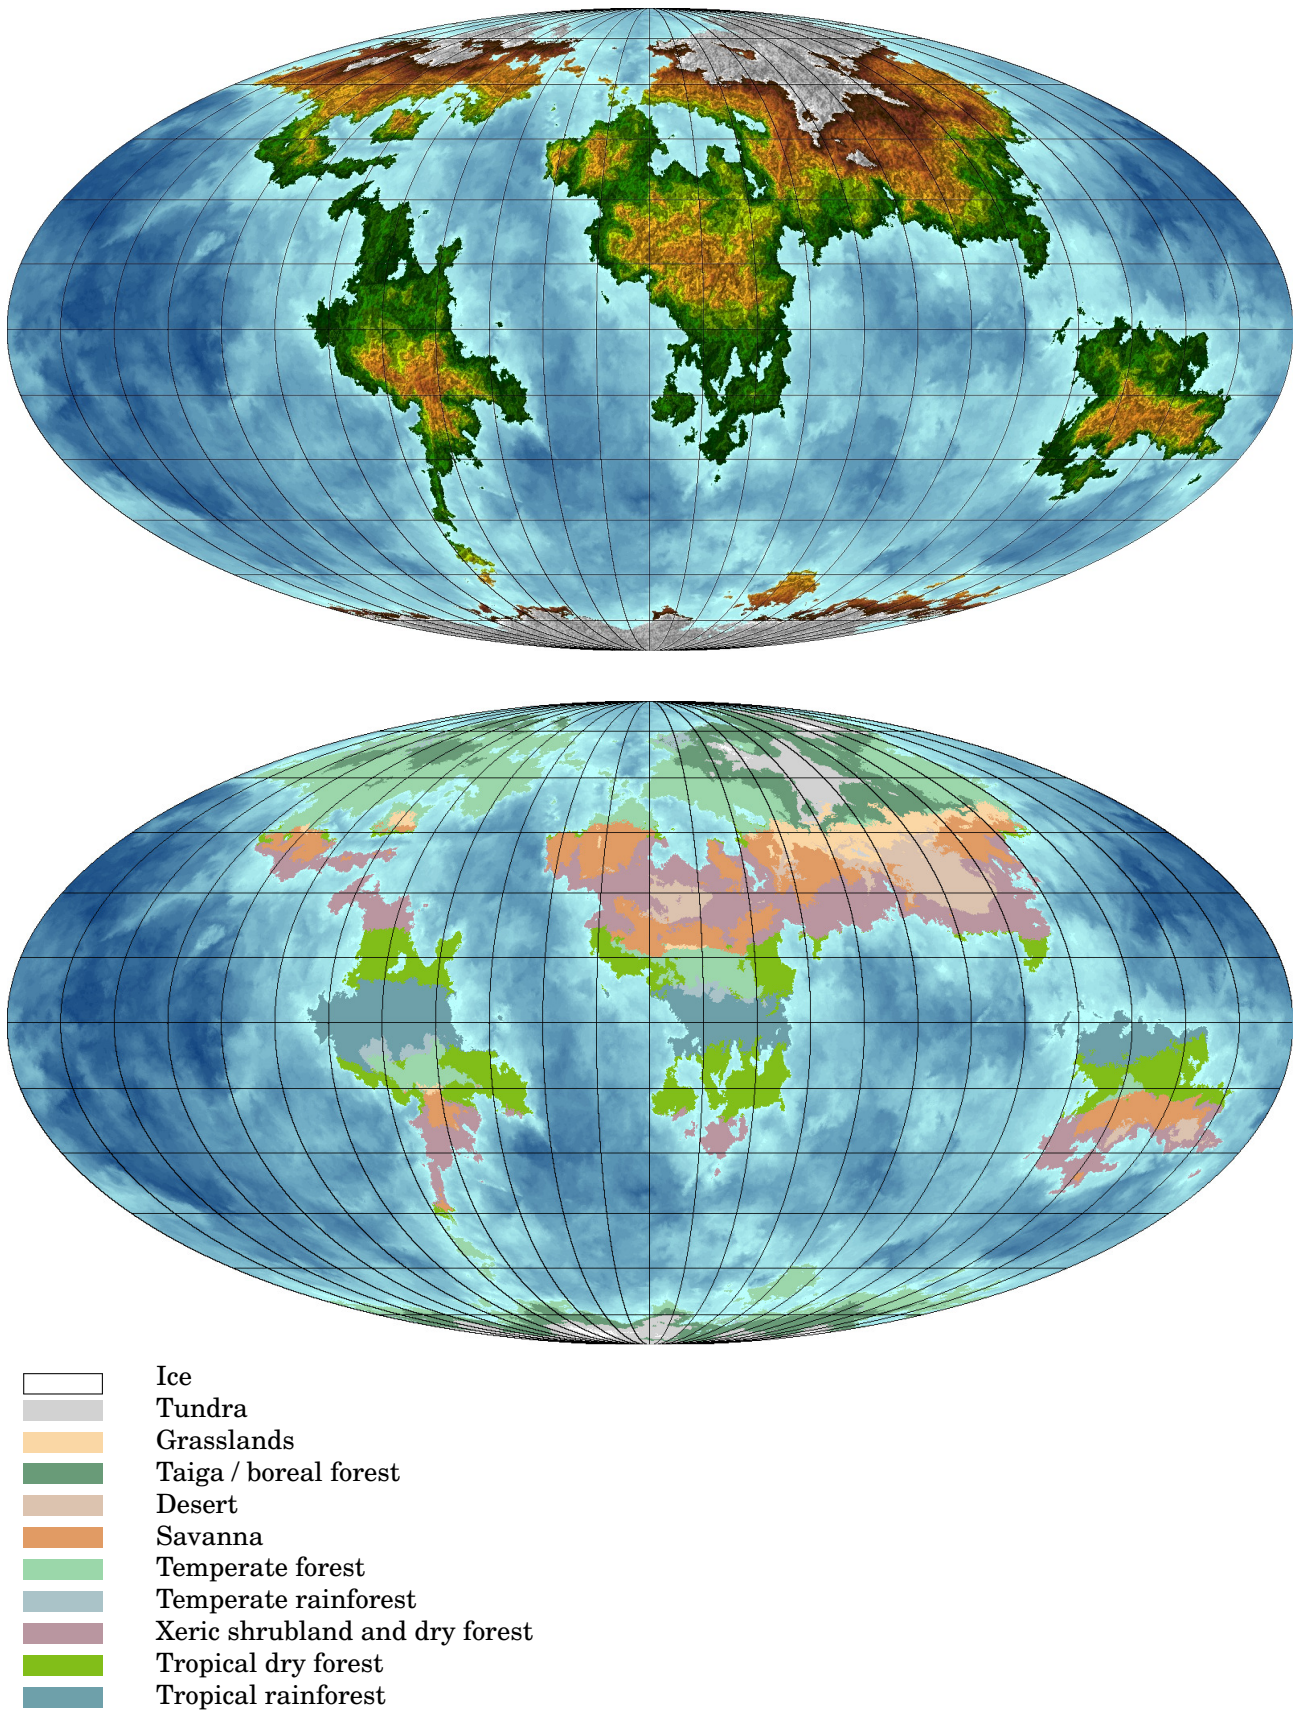 Ice
Tundra
Grasslands
Taiga / boreal forest
Desert
Savanna
Temperate forest
Temperate rainforest
Xeric shrubland and dry forest
Tropical dry forest
Tropical rainforest